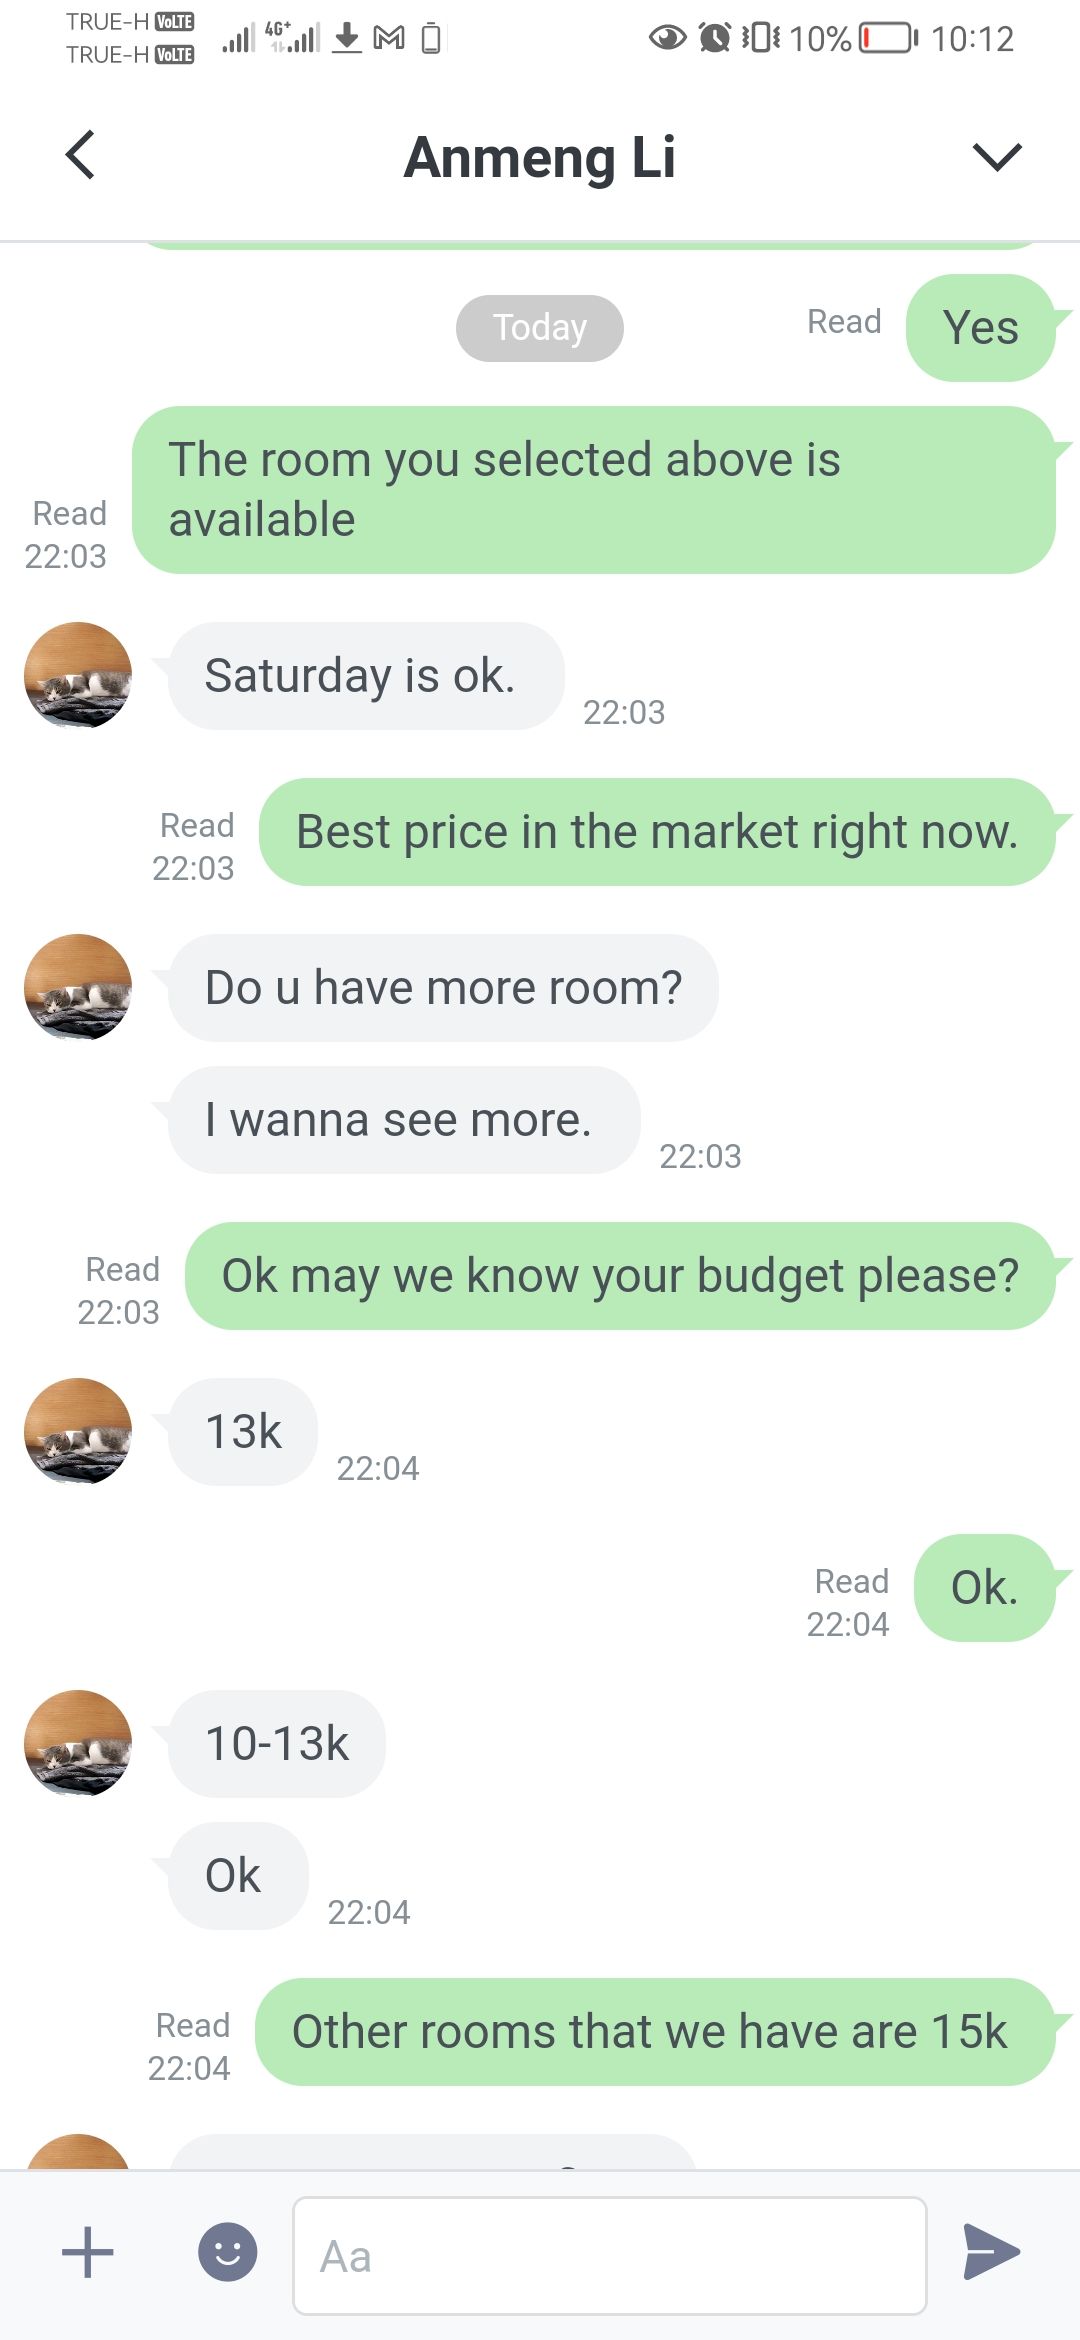 TRUE-H VoLTE
TRUE-H VoLTE
4G+
10%
10:12
Anmeng Li
Today
Read
Yes
The room you selected above is
available
Read
22:03
Saturday is ok.
22:03
Read
22:03
Best price in the market right now.
Do u have more room?
I wanna see more.
22:03
Read
22:03
Ok may we know your budget please?
13k
22:04
Read
22:04
Ok.
10-13k
Ok
22:04
Read
22:04
Other rooms that we have are 15k
Aa